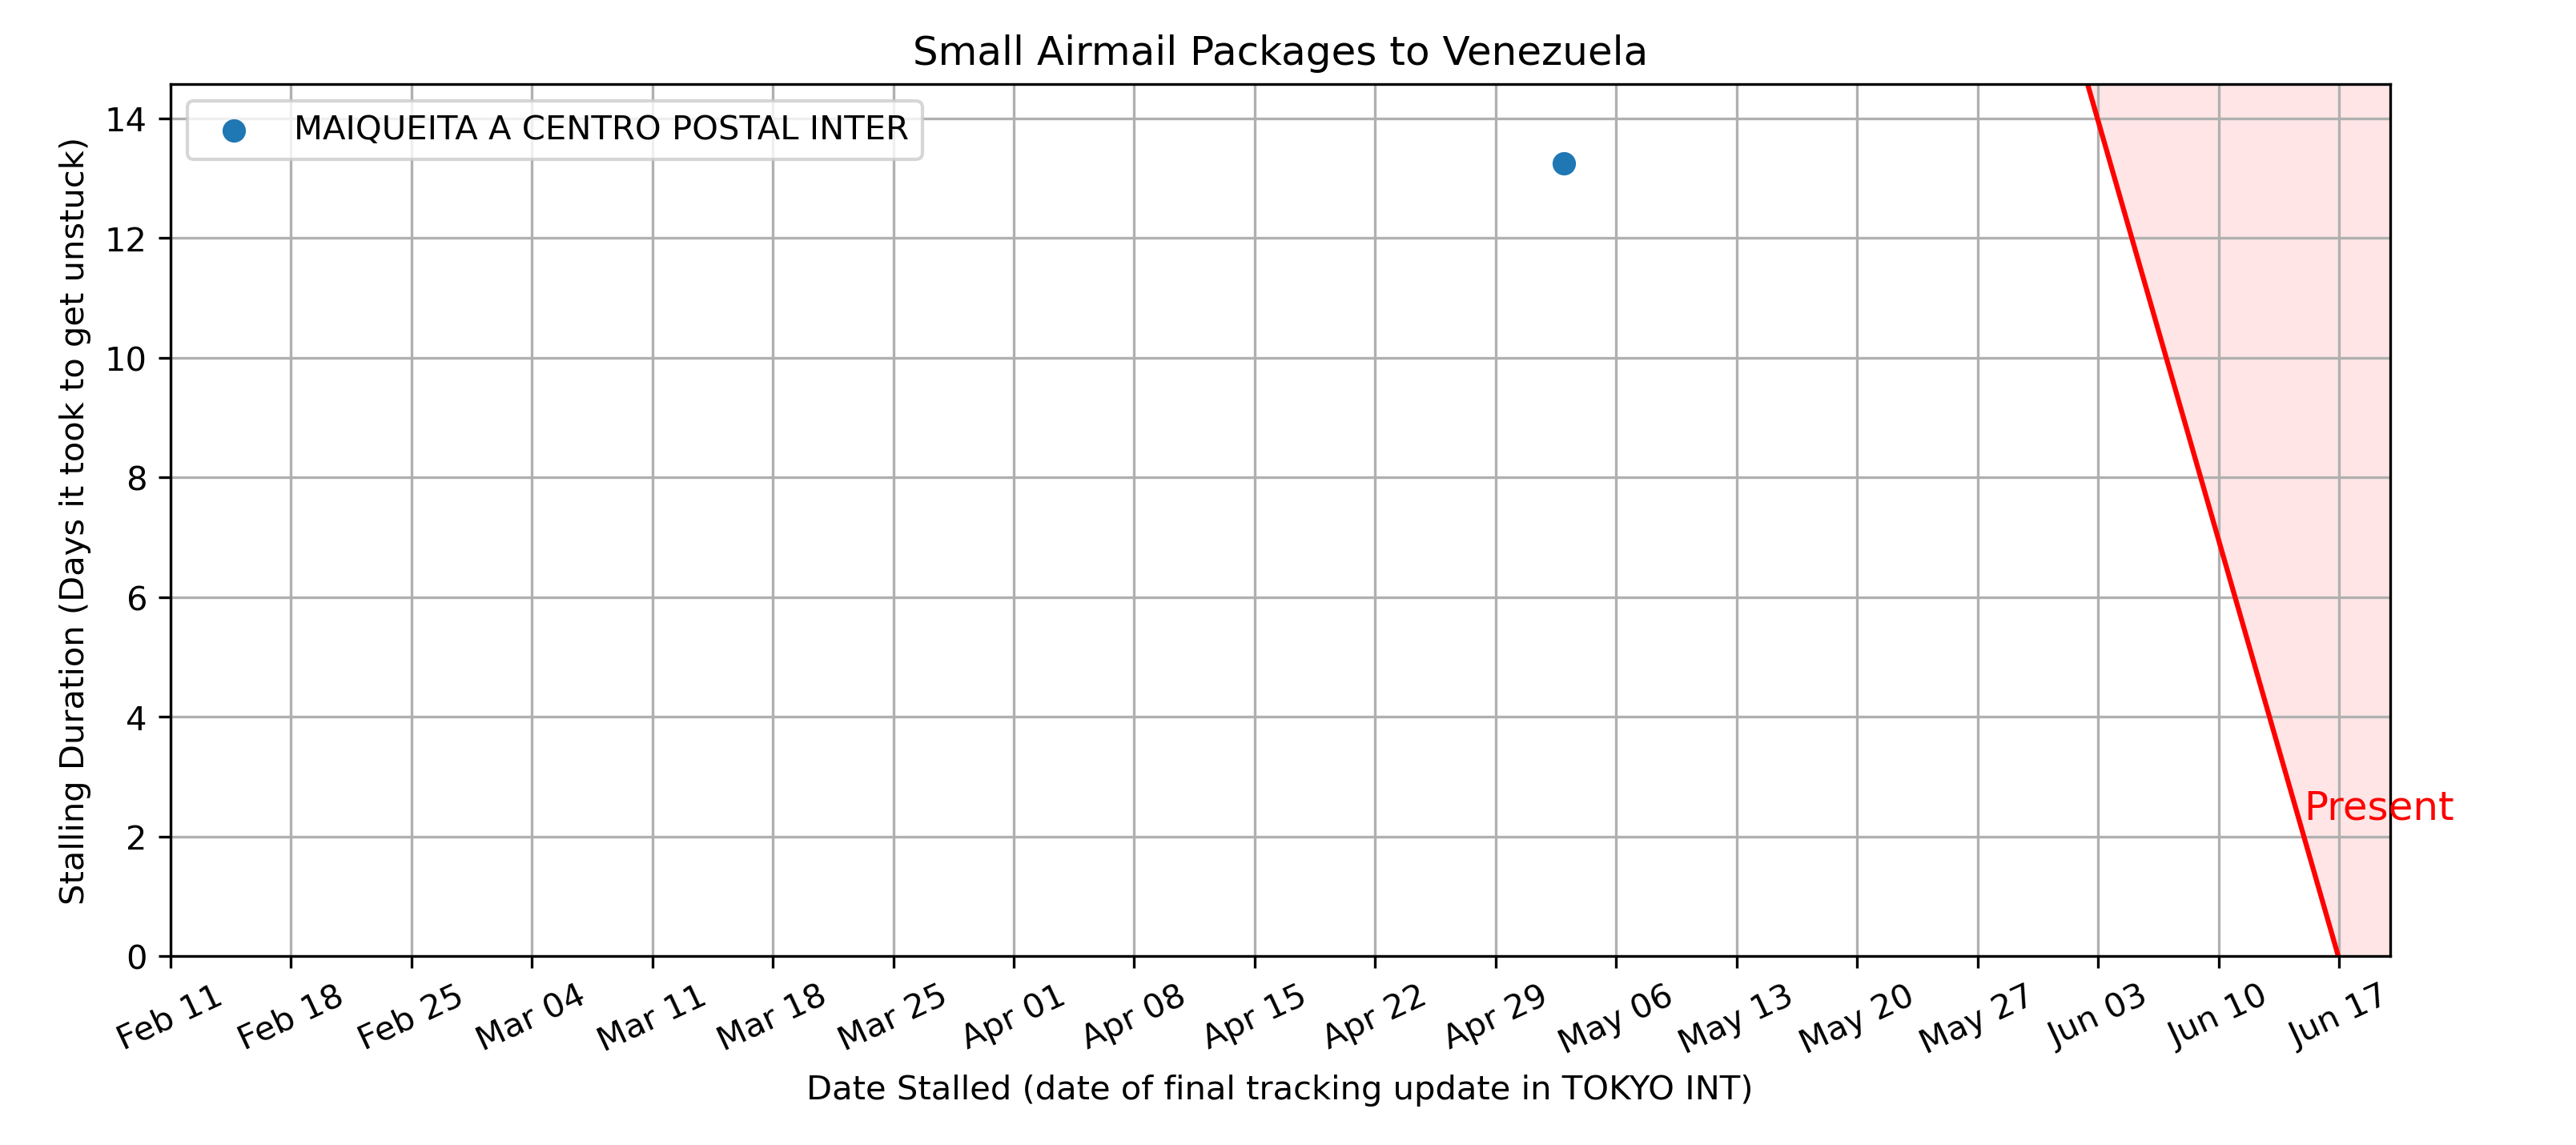 Small Airmail Packages to Venezuela
MAIQUEITA A CENTRO POSTAL INTER
Stalling Duration (Days it took to get unstuck)
14
12
10
8
6
4
2
0
Present
Feb 11 Feb 18 Feb 25 Mar 04 Mar 11 Mar 18 Mar 25 Apr 01 Apr 08 Apr 15 Apr 22 Apr 29 May 06 May 13 May 20 May 27 Jun 03 Jun 10 Jun 17
Date Stalled (date of final tracking update in TOKYO INT)